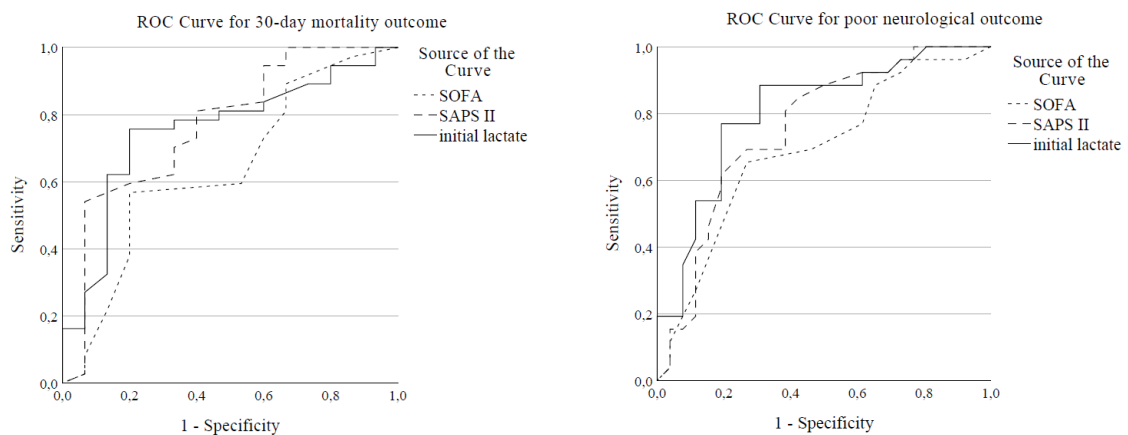 ROC Curve for 30-day mortality outcome
Source of the
Curve
SOFA
SAPS II
initial lactate
Sensitivity
1,0
0,8
0,6
0,4
0,2
0,0
0,0 0,2 0,4 0,6 0,8 1,0
1 - Specificity
ROC Curve for poor neurological outcome
Source of the
Curve
SOFA
SAPS II
initial lactate
Sensitivity
1,0
0,8
0,6
0,4
0,2
0,0
0,0 0,2 0,4 0,6 0,8 1,0
1 - Specificity